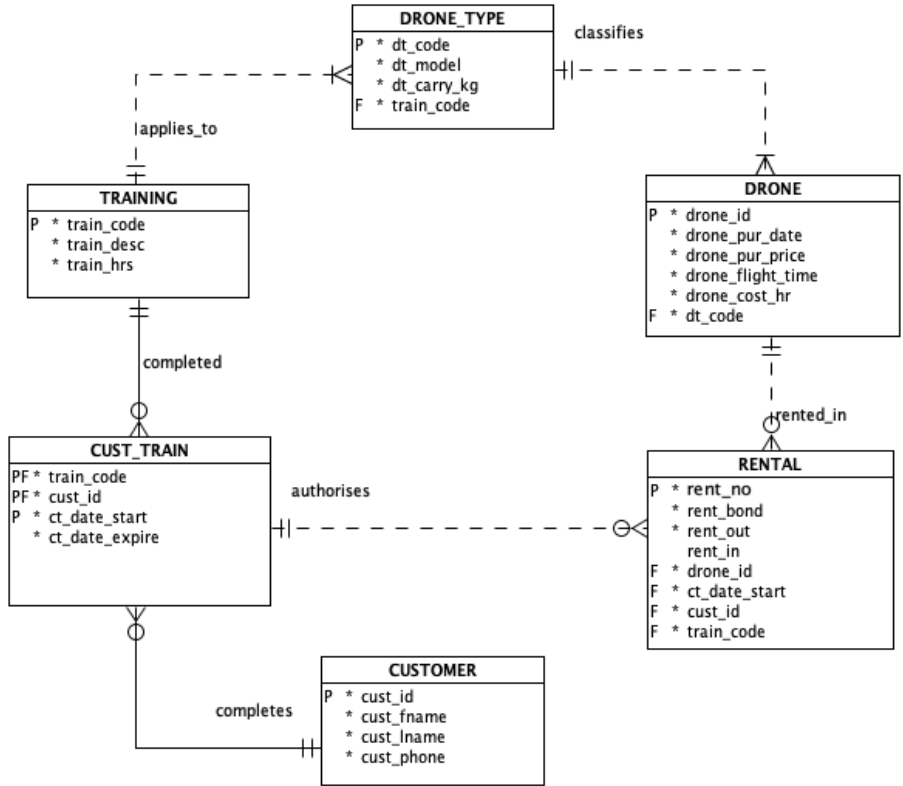 DRONE_TYPE
P * dt_code
* dt_model
* dt_carry_kg
F * train_code
classifies
applies_to
TRAINING
P * train_code
* train_desc
* train_hrs
DRONE
P * drone_id
* drone_pur_date
* drone_pur_price
* drone_flight_time
* drone_cost_hr
F * dt_code
completed
rented_in
CUST_TRAIN
PF * train_code
PF * cust_id
P * ct_date_start
* ct_date_expire
authorises
RENTAL
P * rent_no
* rent_bond
* rent_out
rent_in
F * drone_id
F * ct_date_start
F * cust_id
F * train_code
completes
CUSTOMER
P * cust_id
* cust_fname
* cust_lname
* cust_phone